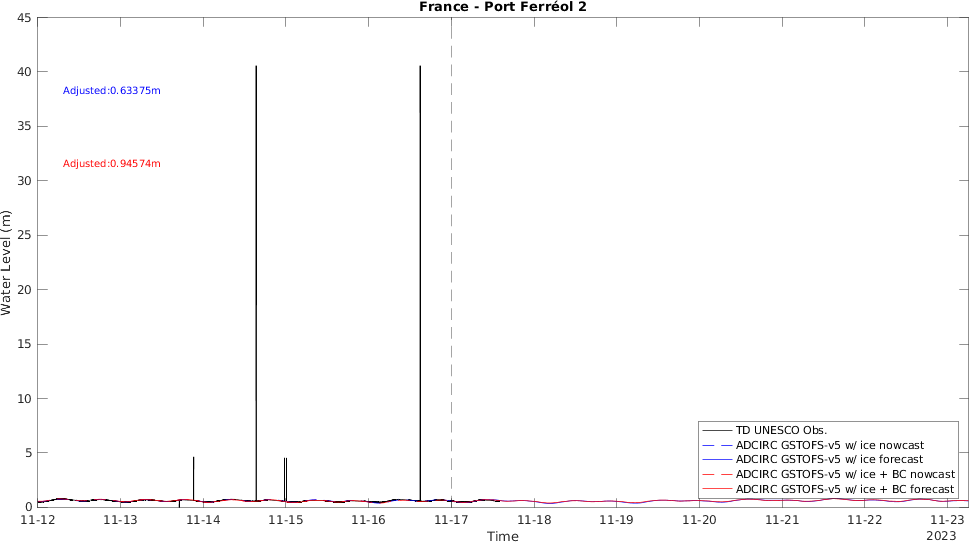 France - Port Ferréol 2
45
40
35
30
25
20
15
10
5
0
Water Level (m)
Adjusted:0.63375m
Adjusted:0.94574m
TD UNESCO Obs.
ADCIRC GSTOFS-v5 w/ ice nowcast
ADCIRC GSTOFS-v5 w/ ice forecast
ADCIRC GSTOFS-v5 w/ ice + BC nowcast
ADCIRC GSTOFS-v5 w/ ice + BC forecast
11-12 11-13 11-14 11-15 11-16 11-17 11-18 11-19 11-20 11-21 11-22 11-23
Time
2023